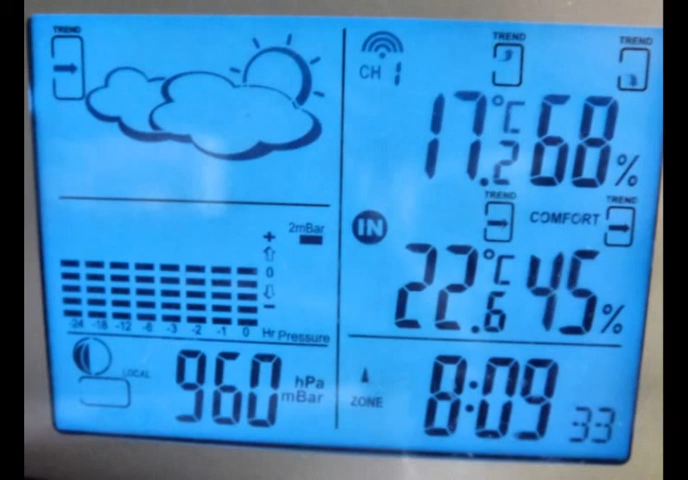 TREND
CH 1
TREND
TREND
17.2°C 68%
IN
TREND
COMFORT
TREND
22.6°C 45%
2mBar
+
0
-
-24 -18 -12 -6 -3 -2 -1 0 Hr Pressure
LOCAL
960 hPa
mBar
ZONE
8:09 33